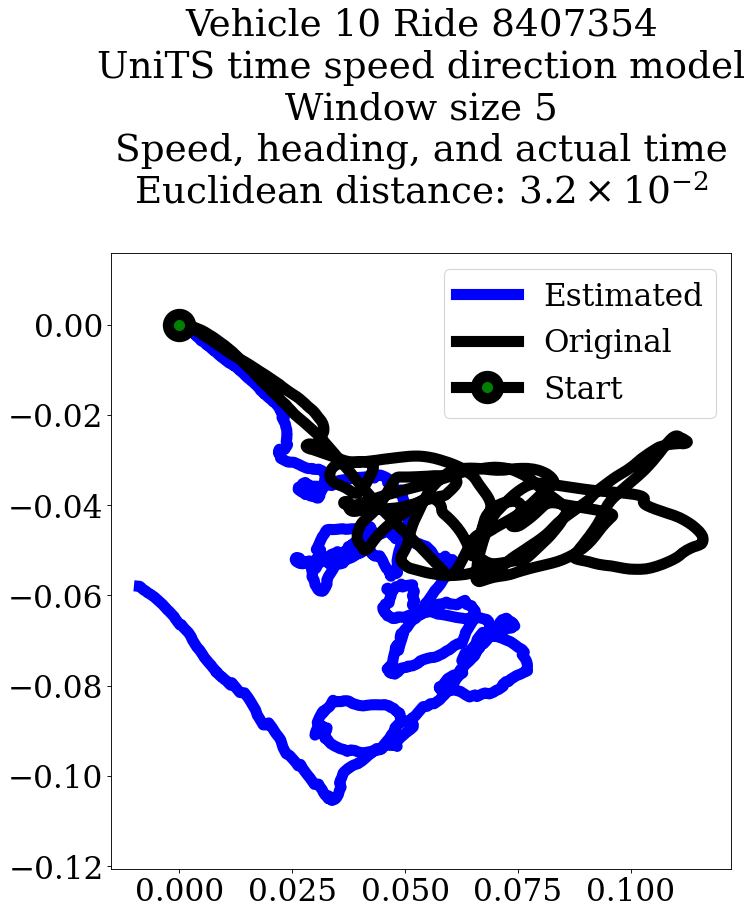 Vehicle 10 Ride 8407354
UniTS time speed direction model
Window size 5
Speed, heading, and actual time
Euclidean distance: 3.2 × 10⁻²
Estimated
Original
Start
0.00
−0.02
−0.04
−0.06
−0.08
−0.10
−0.12
0.000 0.025 0.050 0.075 0.100